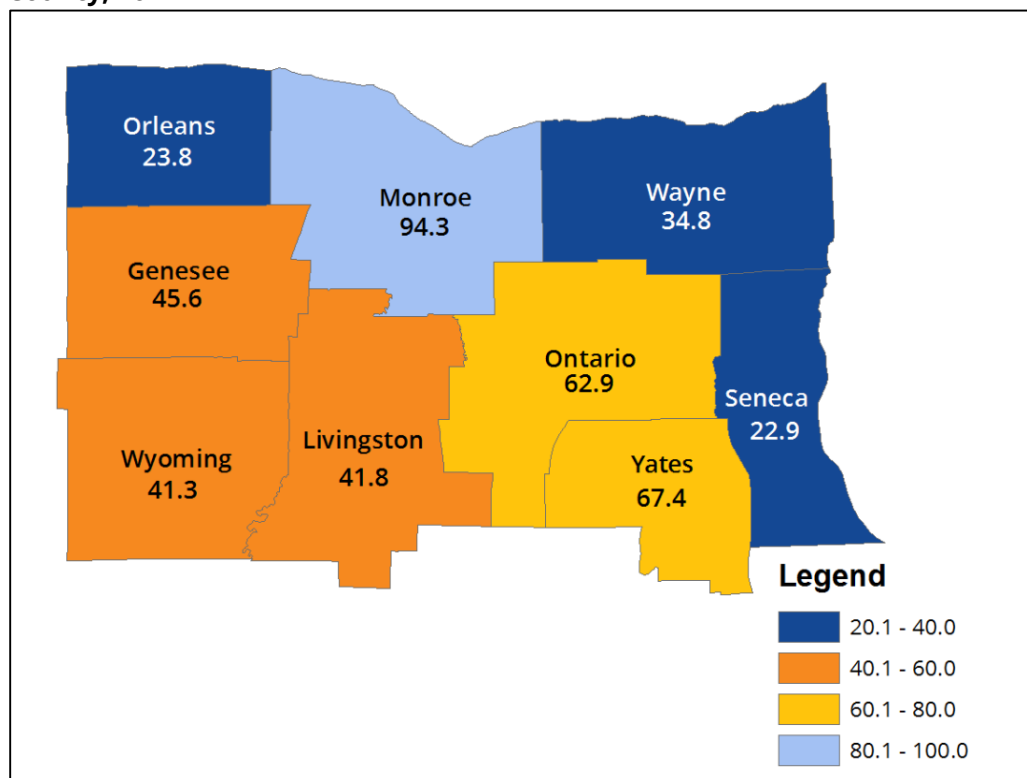 Orleans
23.8
Monroe
94.3
Wayne
34.8
Genesee
45.6
Ontario
62.9
Seneca
22.9
Wyoming
41.3
Livingston
41.8
Yates
67.4
Legend
20.1 - 40.0
40.1 - 60.0
60.1 - 80.0
80.1 - 100.0